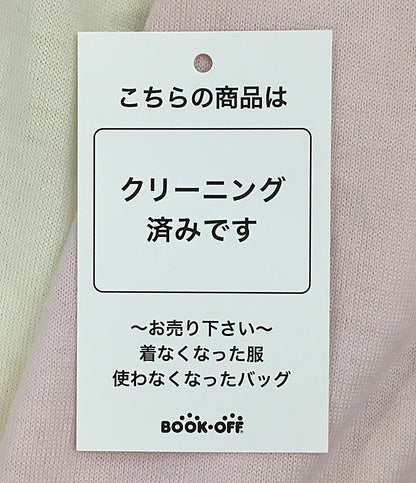 こちらの商品は
クリーニング
済みです
～お売り下さい～
着なくなった服
使わなくなったバッグ
BOOK・OFF